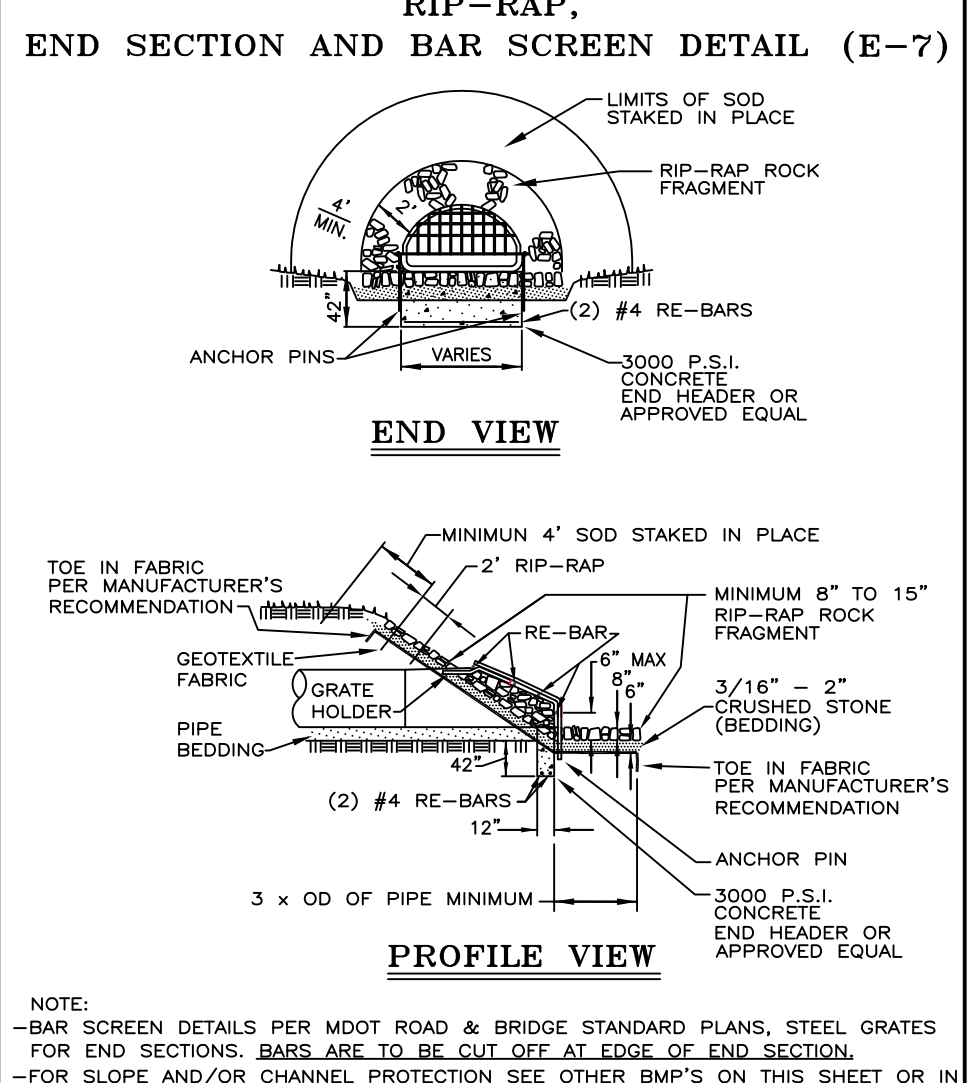 RIP-RAP,
END SECTION AND BAR SCREEN DETAIL (E-7)
LIMITS OF SOD
STAKED IN PLACE
RIP-RAP ROCK
FRAGMENT
4'
MIN.
2'
42"
(2) #4 RE-BARS
ANCHOR PINS
VARIES
3000 P.S.I.
CONCRETE
END HEADER OR
APPROVED EQUAL
END VIEW
MINIMUN 4' SOD STAKED IN PLACE
TOE IN FABRIC
PER MANUFACTURER'S
RECOMMENDATION
2' RIP-RAP
MINIMUM 8" TO 15"
RIP-RAP ROCK
FRAGMENT
RE-BAR
6" MAX
8"
6"
GEOTEXTILE
FABRIC
GRATE
HOLDER
3/16" - 2"
CRUSHED STONE
(BEDDING)
PIPE
BEDDING
42"
TOE IN FABRIC
PER MANUFACTURER'S
RECOMMENDATION
(2) #4 RE-BARS
12"
ANCHOR PIN
3 x OD OF PIPE MINIMUM
3000 P.S.I.
CONCRETE
END HEADER OR
APPROVED EQUAL
PROFILE VIEW
NOTE:
-BAR SCREEN DETAILS PER MDOT ROAD & BRIDGE STANDARD PLANS, STEEL GRATES
FOR END SECTIONS. BARS ARE TO BE CUT OFF AT EDGE OF END SECTION.
-FOR SLOPE AND/OR CHANNEL PROTECTION SEE OTHER BMP'S ON THIS SHEET OR IN